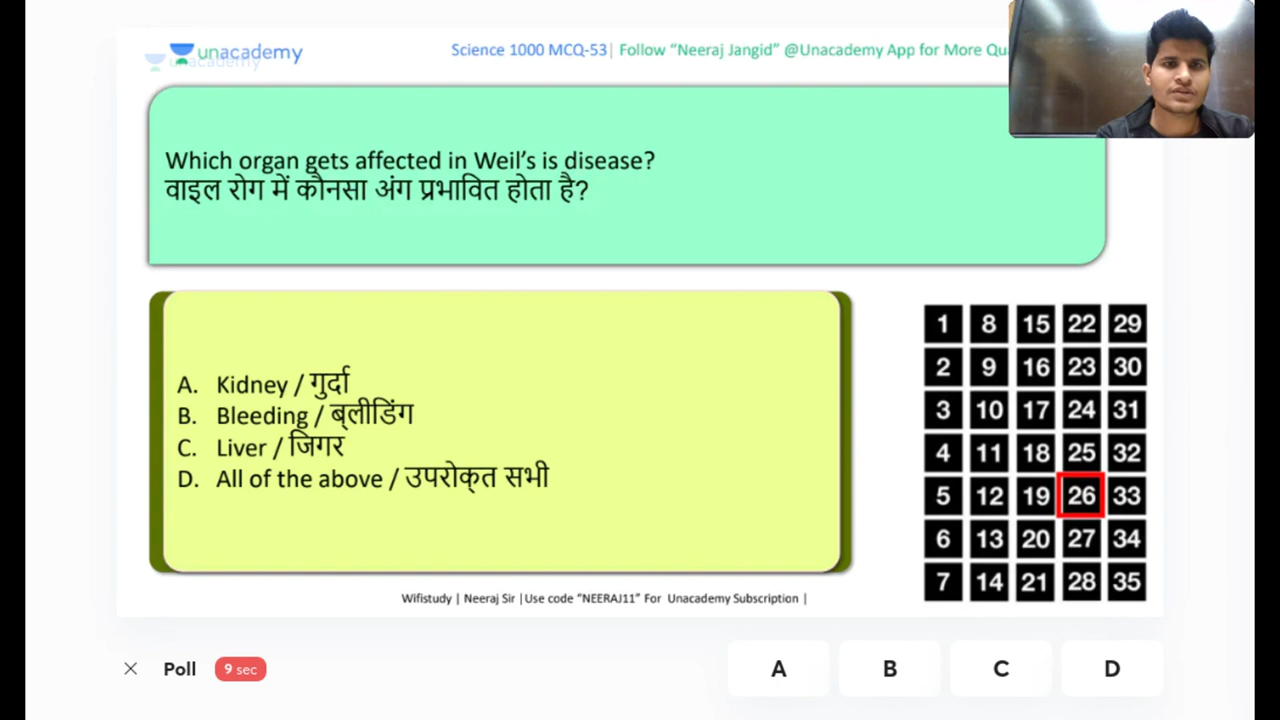 unacademy
unacademy
Science 1000 MCQ-53| Follow “Neeraj Jangid” @Unacademy App for More
Which organ gets affected in Weil’s is disease?
वाइल रोग में कौनसा अंग प्रभावित होता है?
A. Kidney / गुर्दा
B. Bleeding / ब्लीडिंग
C. Liver / जिगर
D. All of the above / उपरोक्त सभी
1 8 15 22 29
2 9 16 23 30
3 10 17 24 31
4 11 18 25 32
5 12 19 26 33
6 13 20 27 34
7 14 21 28 35
Wifistudy | Neeraj Sir |Use code “NEERAJ11” For Unacademy Subscription |
Poll 9 sec A B C D